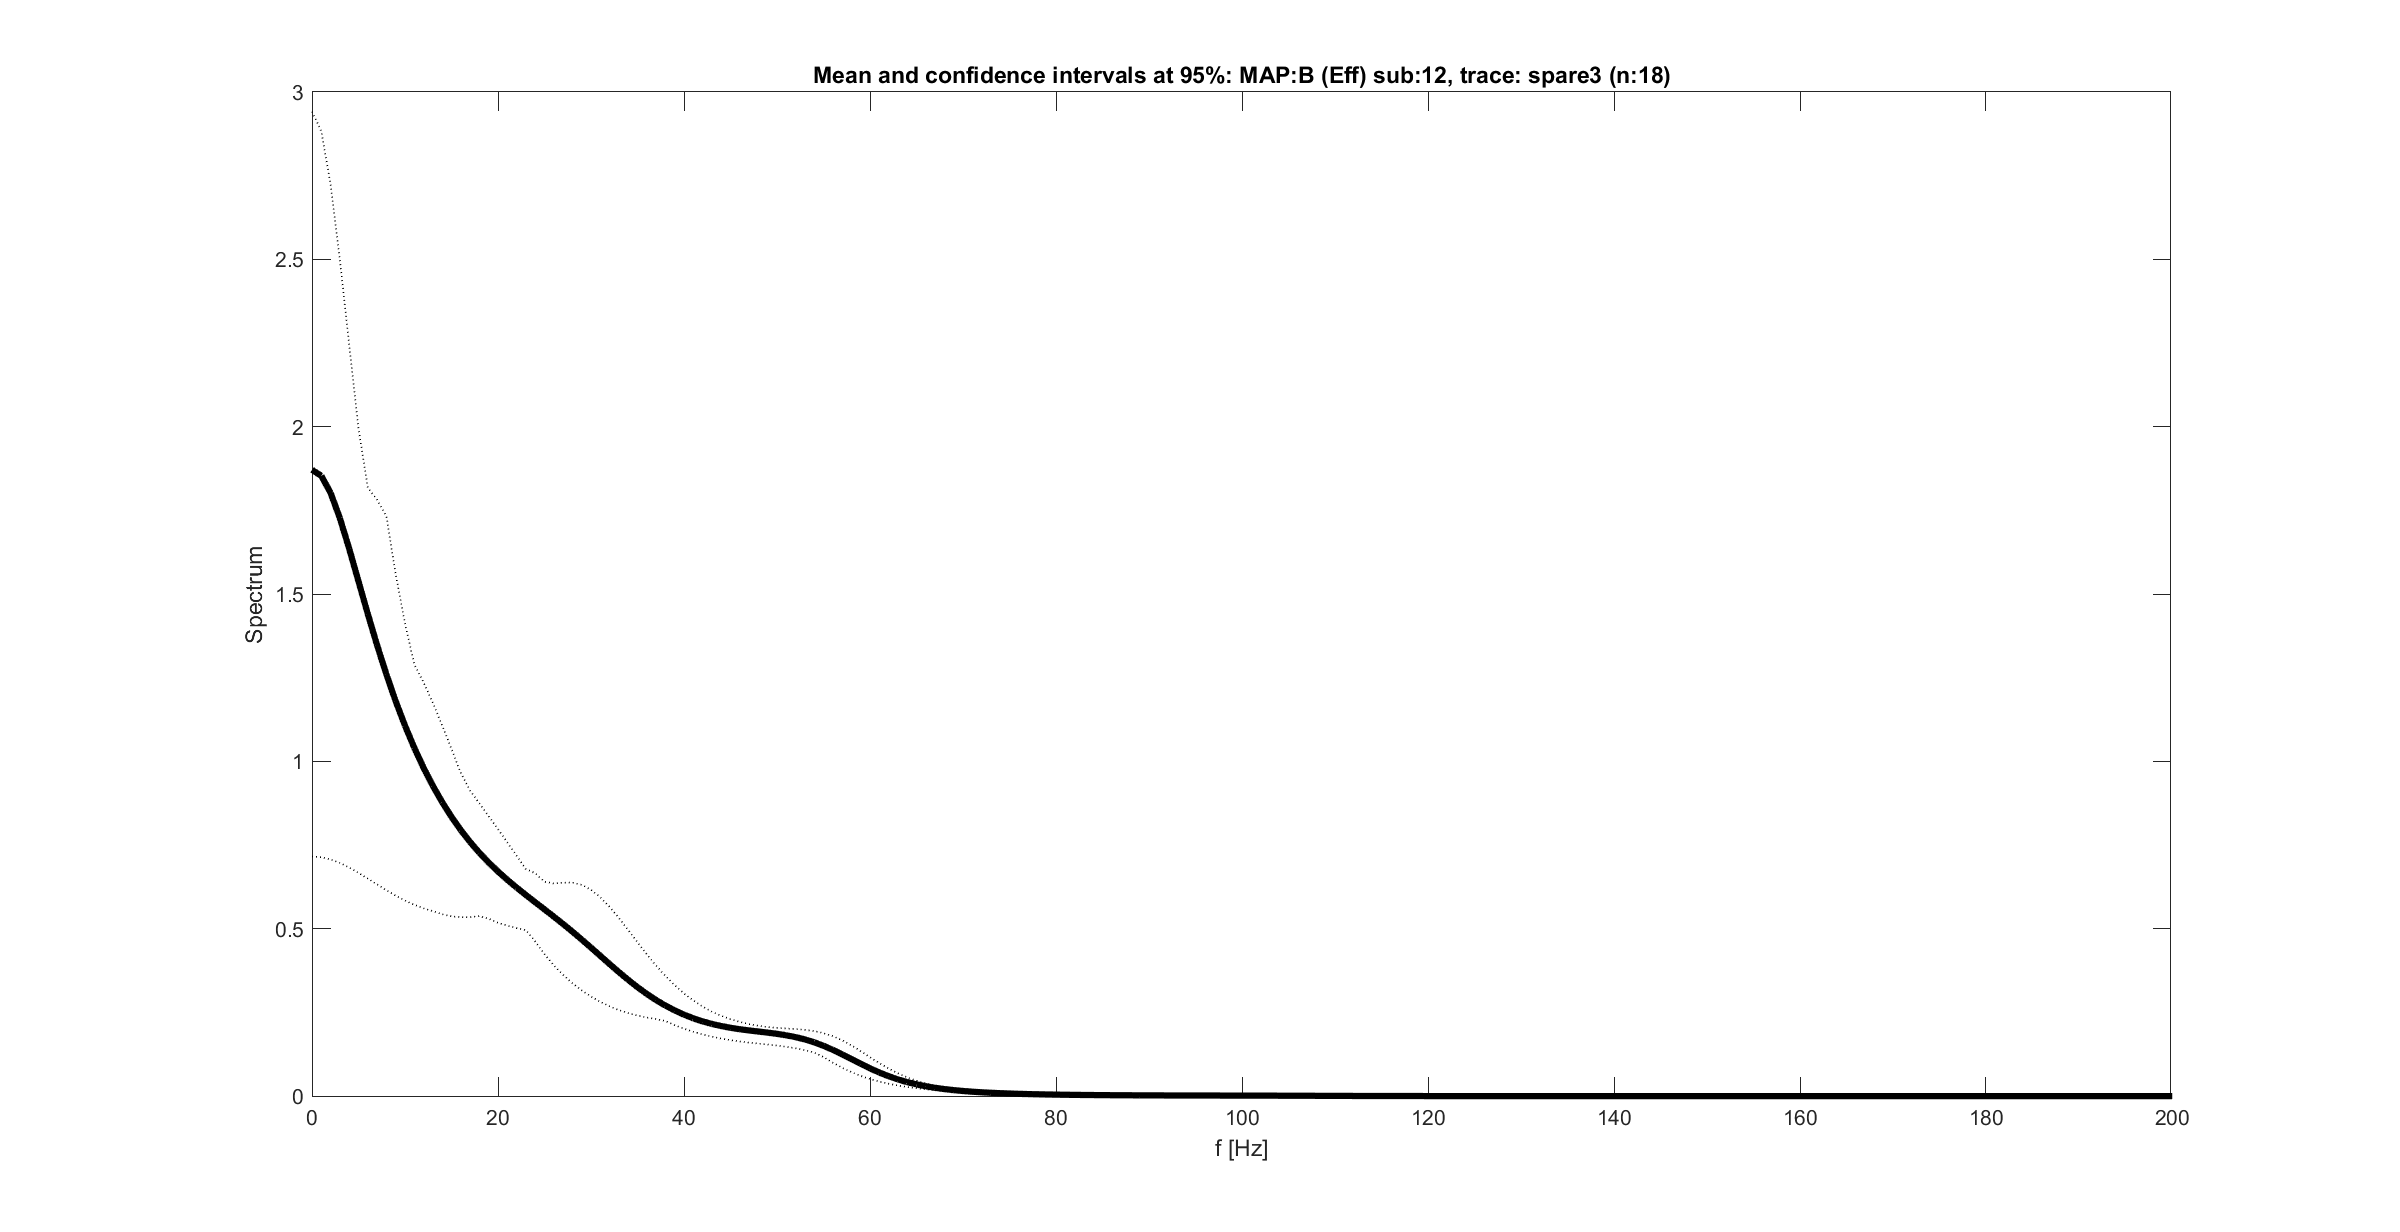 Mean and confidence intervals at 95%: MAP:B (Eff) sub:12, trace: spare3 (n:18)
3
2.5
2
1.5
1
0.5
0
Spectrum
0 20 40 60 80 100 120 140 160 180 200
f [Hz]